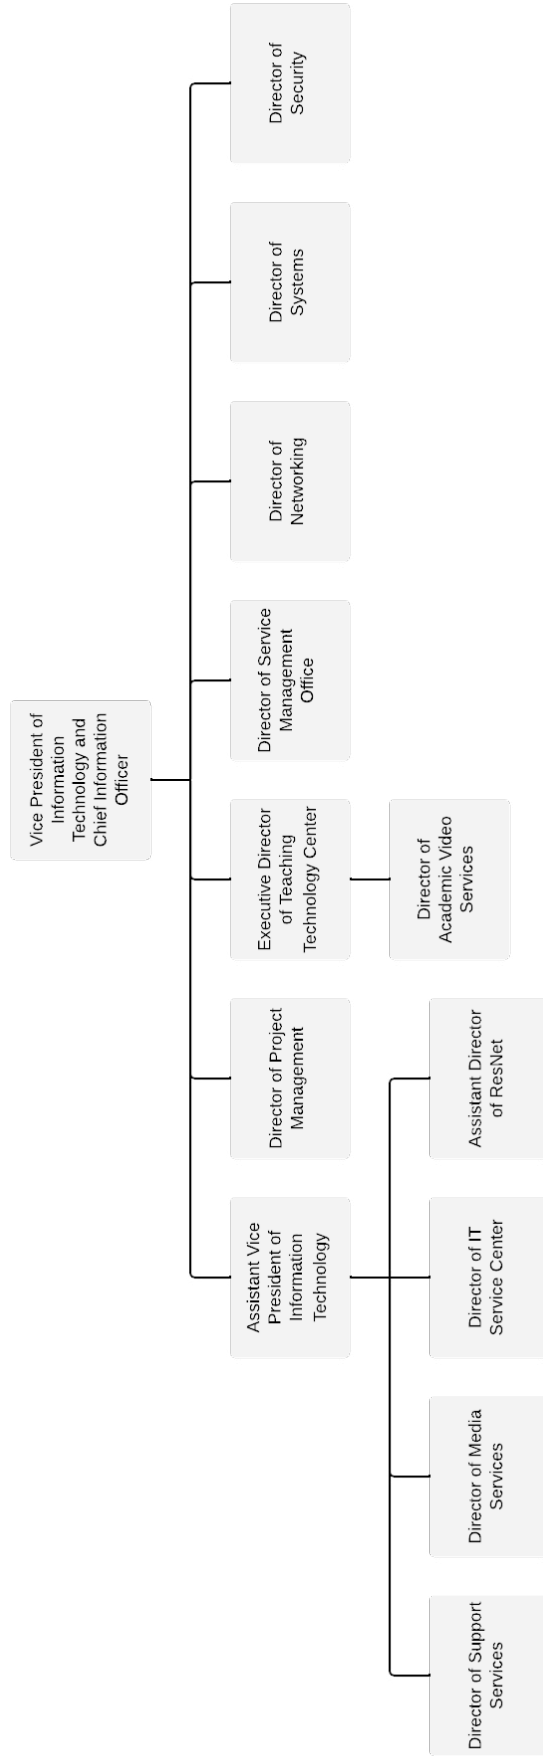 Vice President of
Information
Technology and
Chief Information
Officer
Assistant Vice
President of
Information
Technology
Director of Project
Management
Executive Director
of Teaching
Technology Center
Director of Service
Management
Office
Director of
Networking
Director of
Systems
Director of
Security
Director of Support
Services
Director of Media
Services
Director of IT
Service Center
Assistant Director
of ResNet
Director of
Academic Video
Services